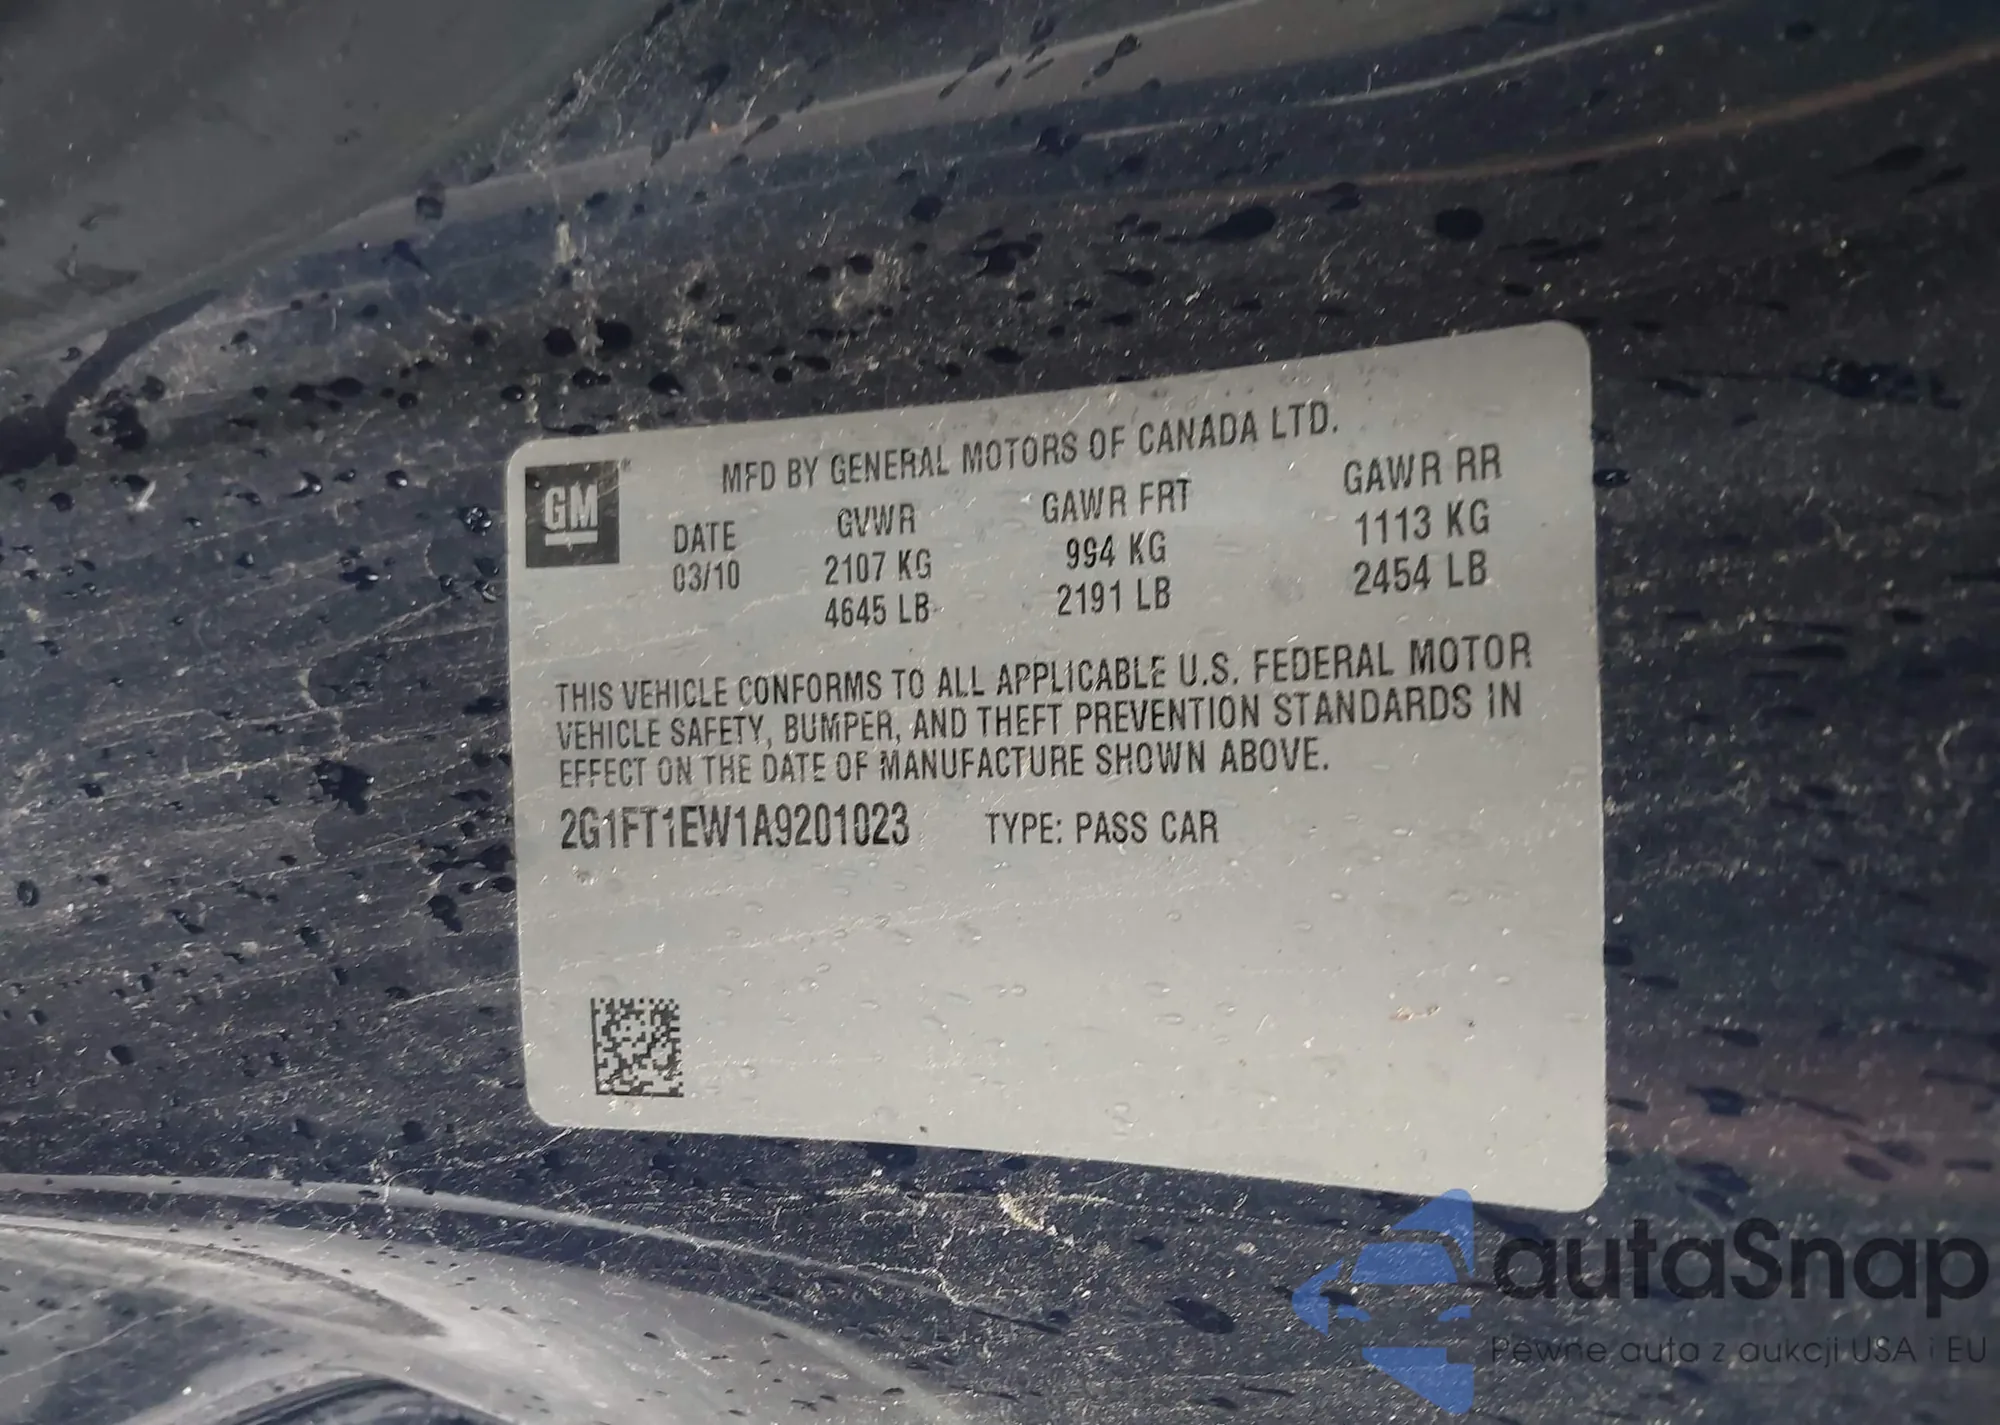 MFD BY GENERAL MOTORS OF CANADA LTD.
GM
DATE GVWR GAWR FRT GAWR RR
03/10 2107 KG 994 KG 1113 KG
4645 LB 2191 LB 2454 LB
THIS VEHICLE CONFORMS TO ALL APPLICABLE U.S. FEDERAL MOTOR
VEHICLE SAFETY, BUMPER, AND THEFT PREVENTION STANDARDS IN
EFFECT ON THE DATE OF MANUFACTURE SHOWN ABOVE.
2G1FT1EW1A9201023 TYPE: PASS CAR
autaSnap
Pewne auta z aukcji USA i EU